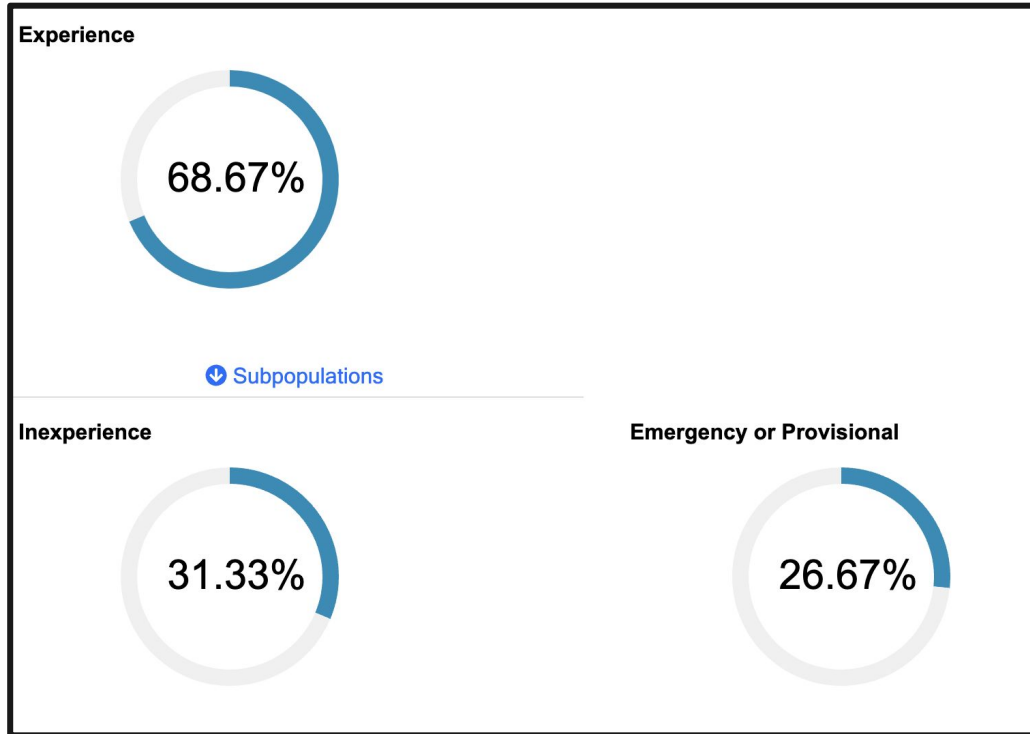 Experience
68.67%
Subpopulations
Inexperience
Emergency or Provisional
31.33%
26.67%